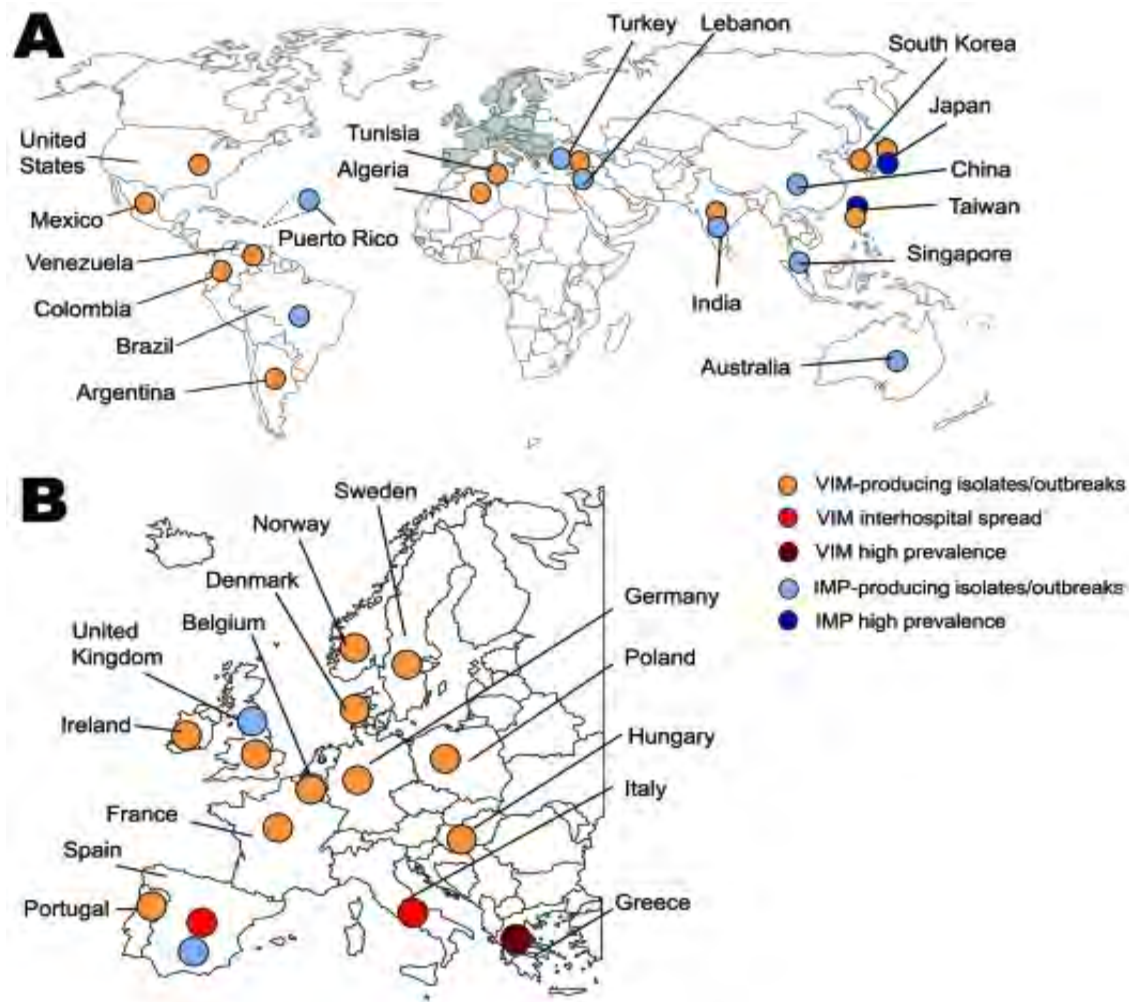 A
Turkey
Lebanon
South Korea
Japan
United
States
Tunisia
Algeria
China
Mexico
Puerto Rico
Taiwan
Venezuela
Singapore
Colombia
India
Brazil
Australia
Argentina
B
Sweden
Norway
Denmark
Belgium
Germany
United
Kingdom
Poland
Ireland
Hungary
Italy
France
Spain
Portugal
Greece
VIM-producing isolates/outbreaks
VIM interhospital spread
VIM high prevalence
IMP-producing isolates/outbreaks
IMP high prevalence